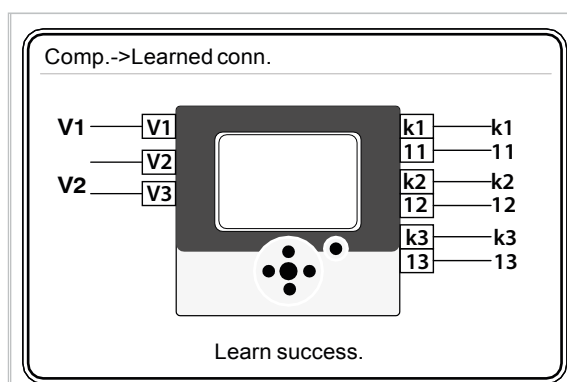 Comp.->Learned conn.
V1 V1 k1 k1
11 11
V2
k2 k2
V2 V3
12 12
k3 k3
13 13
Learn success.